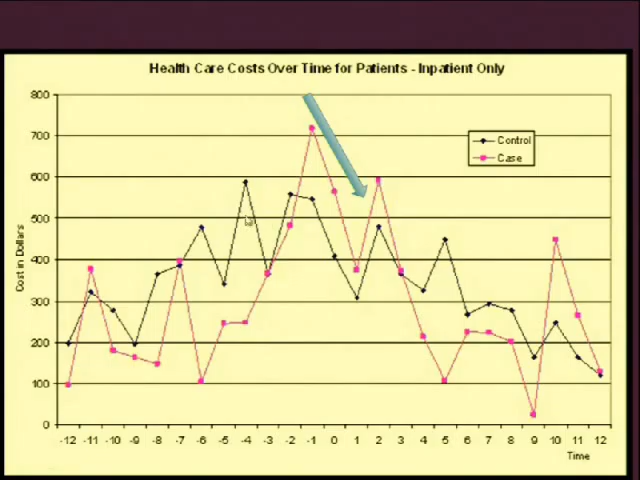 Health Care Costs Over Time for Patients - Inpatient Only
800
700
600
500
400
300
200
100
0
Cost in Dollars
Control
Case
-12 -11 -10 -9 -8 -7 -6 -5 -4 -3 -2 -1 0 1 2 3 4 5 6 7 8 9 10 11 12
Time